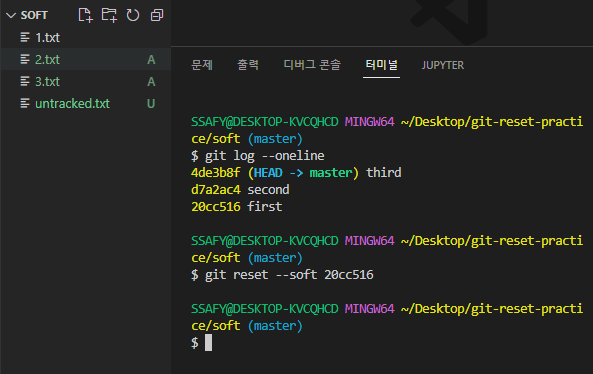 SOFT
1.txt
2.txt A
3.txt A
untracked.txt U
문제 출력 디버그 콘솔 터미널 JUPYTER
SSAFY@DESKTOP-KVCQHCD MINGW64 ~/Desktop/git-reset-practi
ce/soft (master)
$ git log --oneline
4de3b8f (HEAD -> master) third
d7a2ac4 second
20cc516 first
SSAFY@DESKTOP-KVCQHCD MINGW64 ~/Desktop/git-reset-practi
ce/soft (master)
$ git reset --soft 20cc516
SSAFY@DESKTOP-KVCQHCD MINGW64 ~/Desktop/git-reset-practi
ce/soft (master)
$